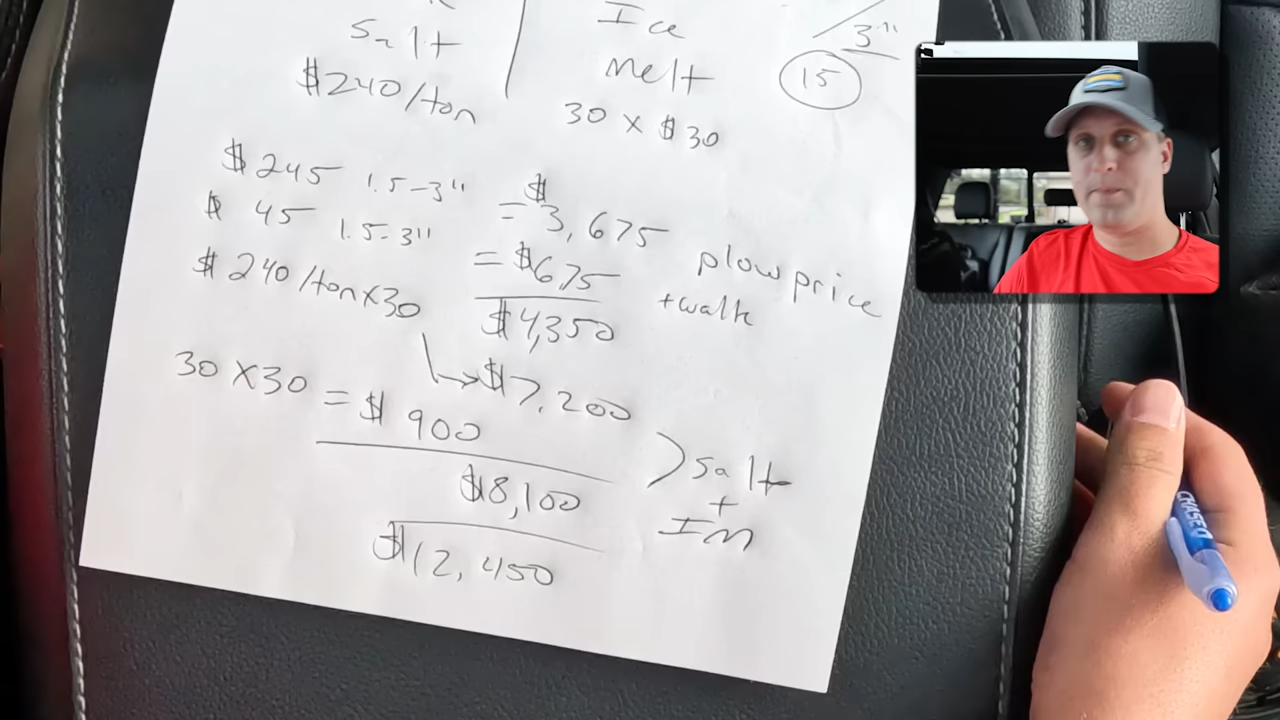 Salt
$240/ton
Ice
melt
30 x $30
3"
15
$245 1.5-3" = $3,675
$ 45 1.5-3" = $675
plow price
+walk
$4,350
$240/ton x30
$7,200
30 x 30 = $900
$8,100
salt
+
IM
$12,450
CHASE